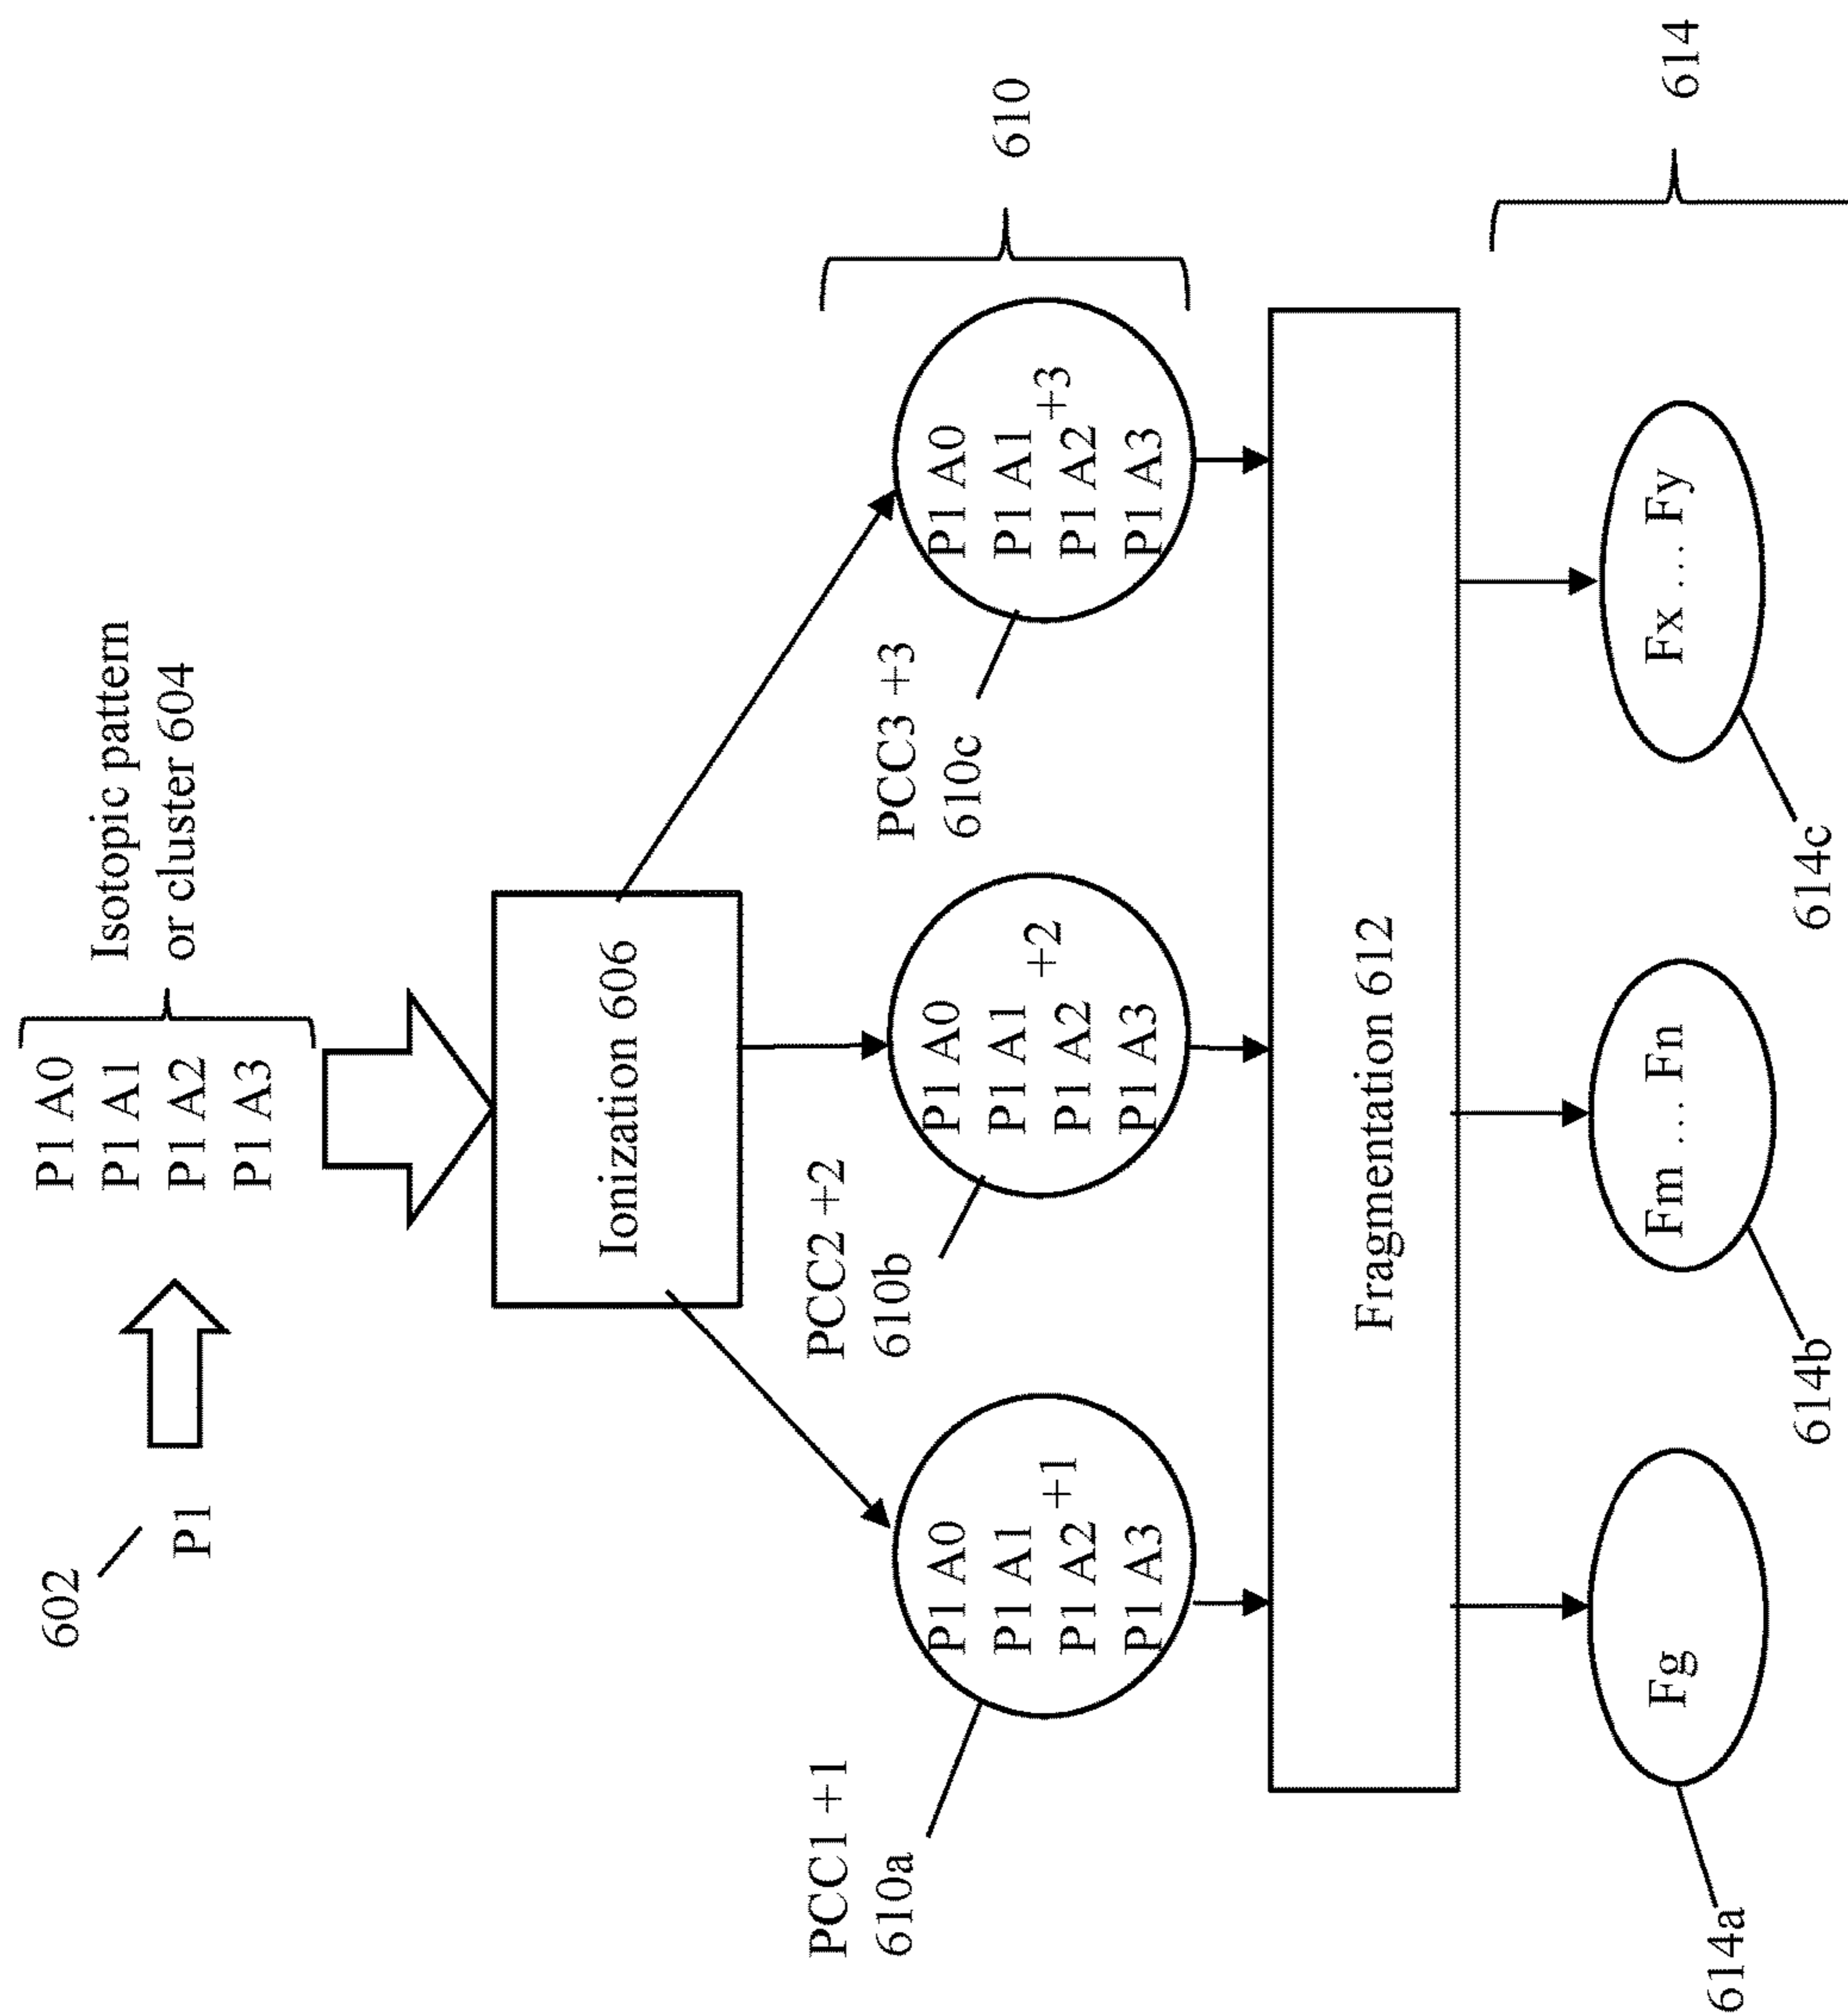 602
P1
P1 A0
P1 A1
P1 A2
P1 A3
Isotopic pattern
or cluster 604
Ionization 606
PCC1 +1
610a
P1 A0
P1 A1
P1 A2 +1
P1 A3
PCC2 +2
610b
P1 A0
P1 A1 +2
P1 A2
P1 A3
PCC3 +3
610c
P1 A0
P1 A1
P1 A2 +3
P1 A3
610
Fragmentation 612
Fg
Fm ... Fn
Fx ... Fy
614
614a
614b
614c